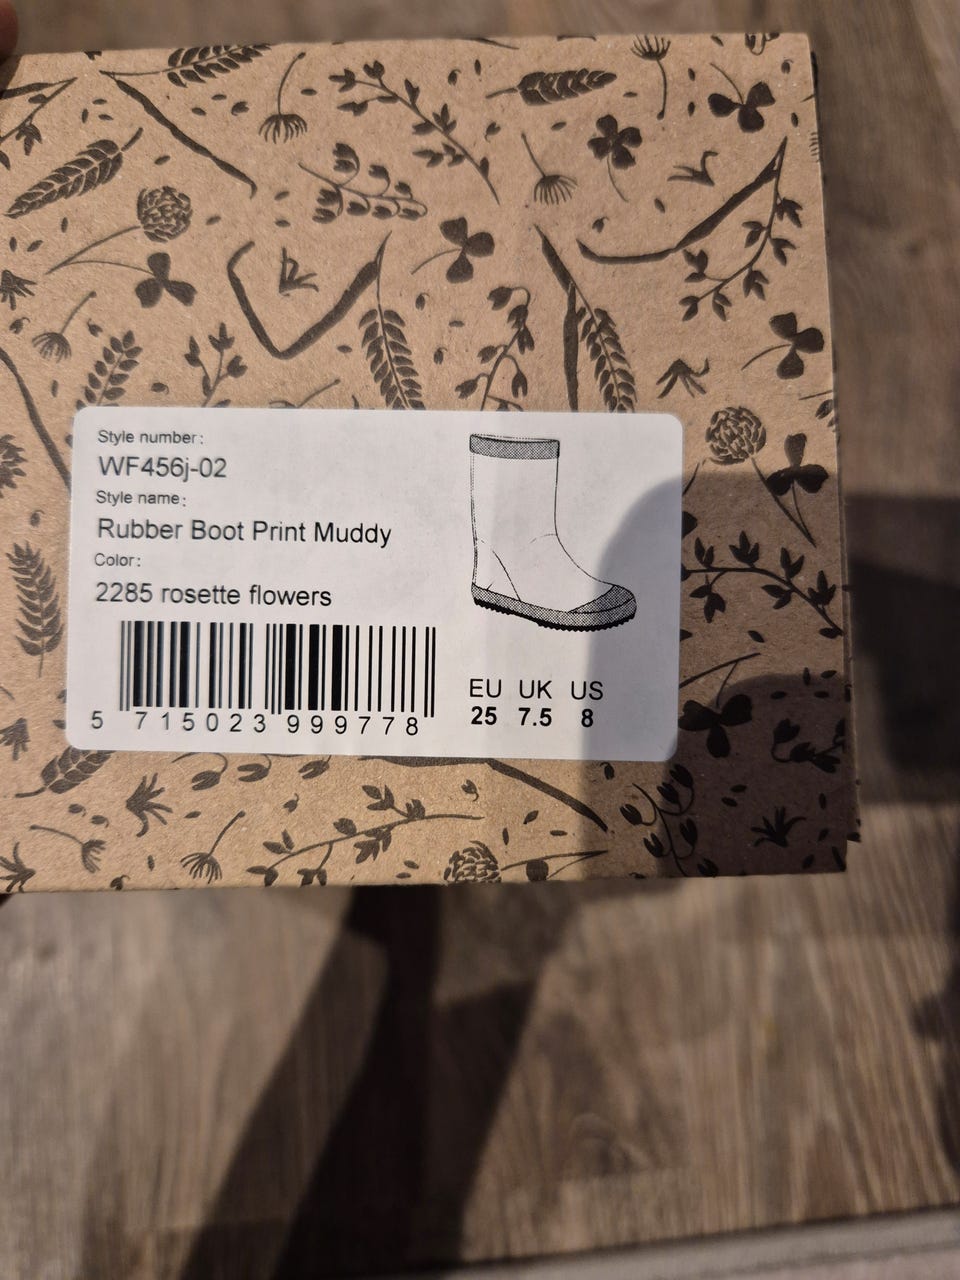 Style number:
WF456j-02
Style name:
Rubber Boot Print Muddy
Color:
2285 rosette flowers
5 715023 999778
EU UK US
25 7.5 8